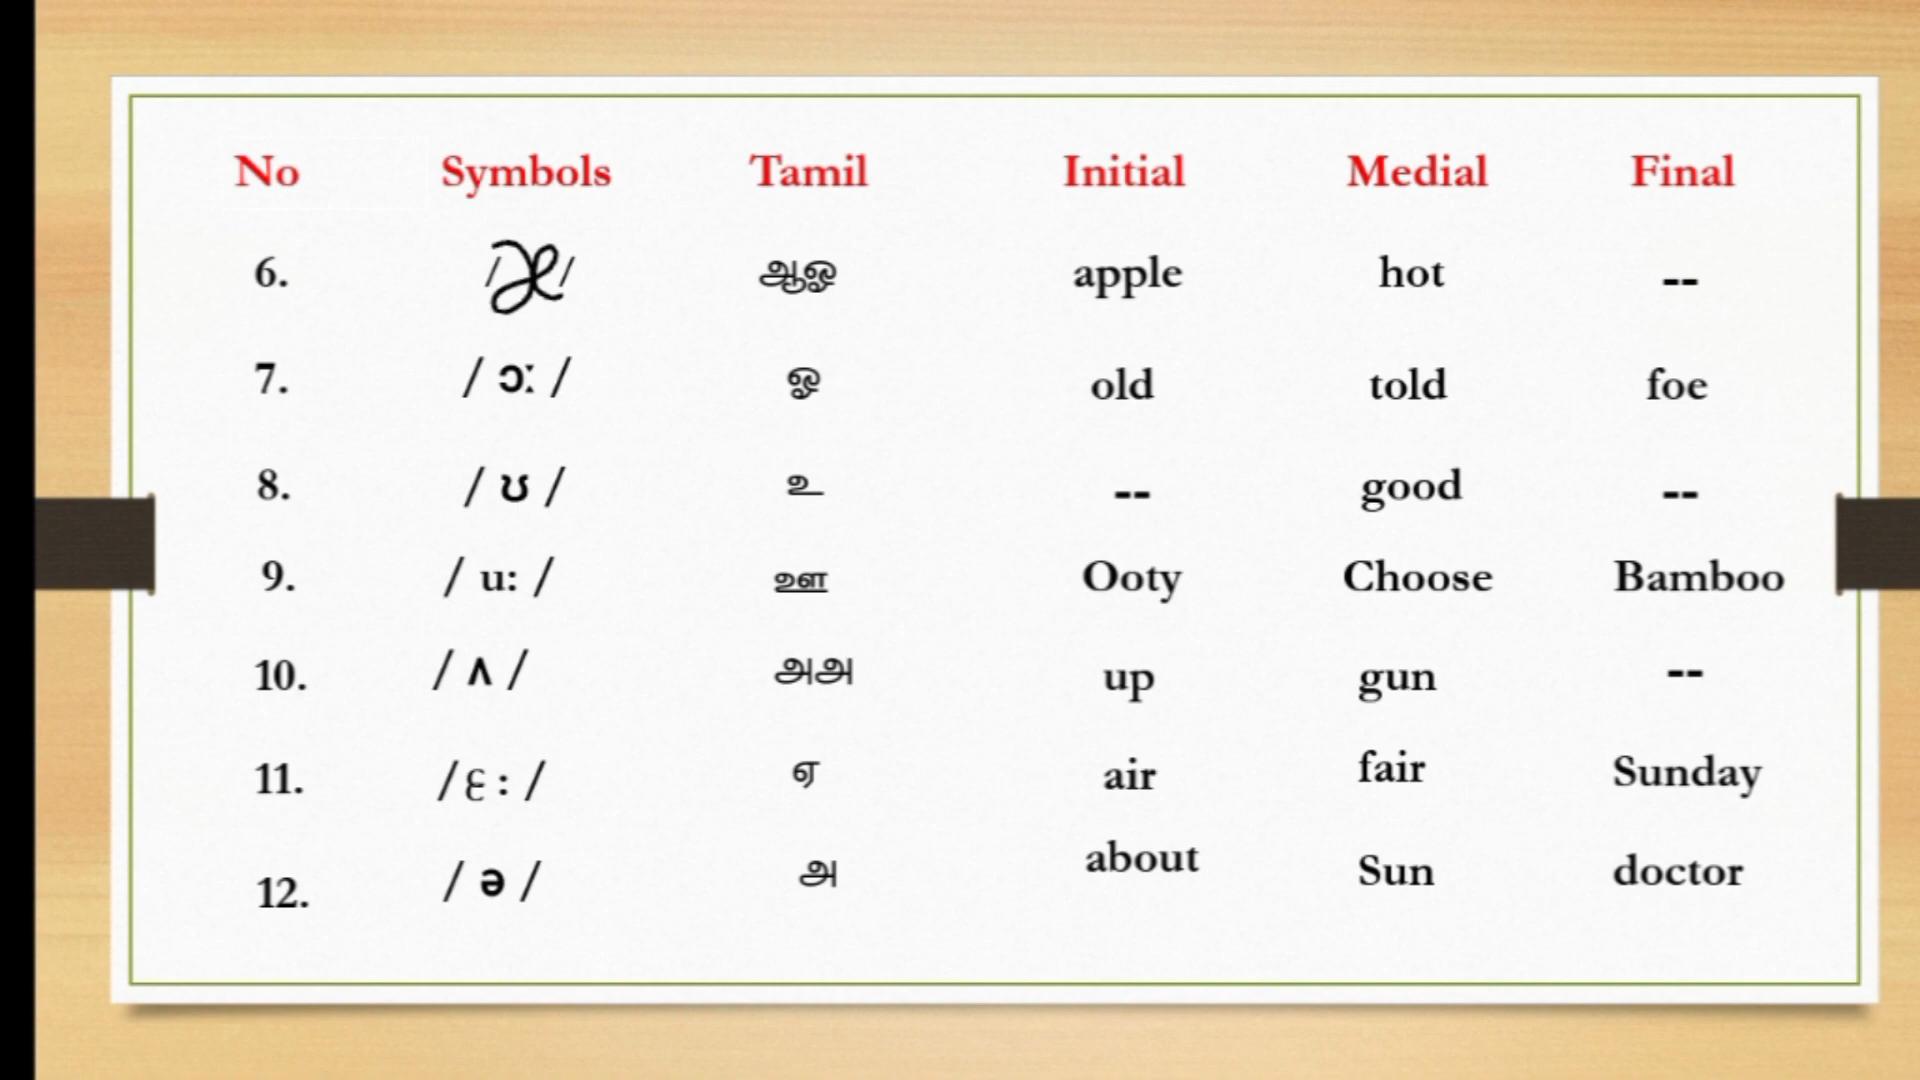 No Symbols Tamil Initial Medial Final
6. /æ/ ஆஓ apple hot --
7. / ɔ: / ஓ old told foe
8. / ʊ / உ -- good --
9. / u: / ஊ Ooty Choose Bamboo
10. / ʌ / அஅ up gun --
11. / ɛ : / ஏ air fair Sunday
12. / ə / அ about Sun doctor